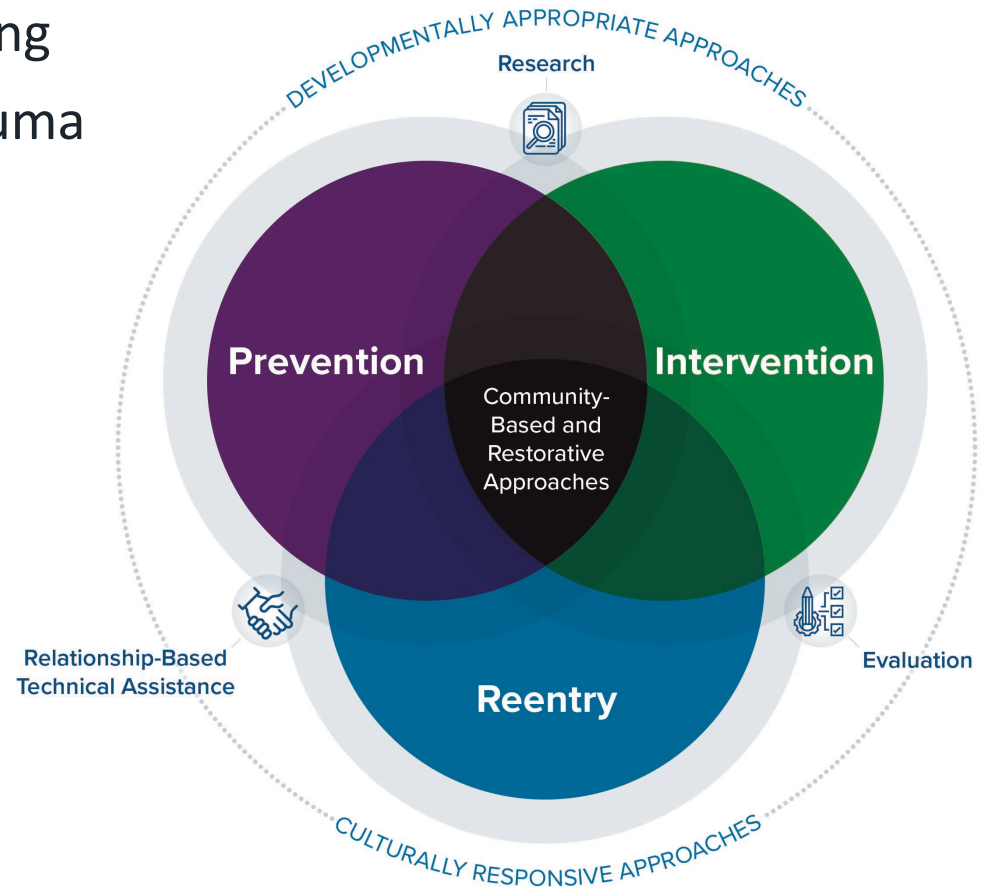 ng
uma
DEVELOPMENTALLY APPROPRIATE APPROACHES
Research
Prevention
Intervention
Community-
Based and
Restorative
Approaches
Relationship-Based
Technical Assistance
Evaluation
Reentry
CULTURALLY RESPONSIVE APPROACHES